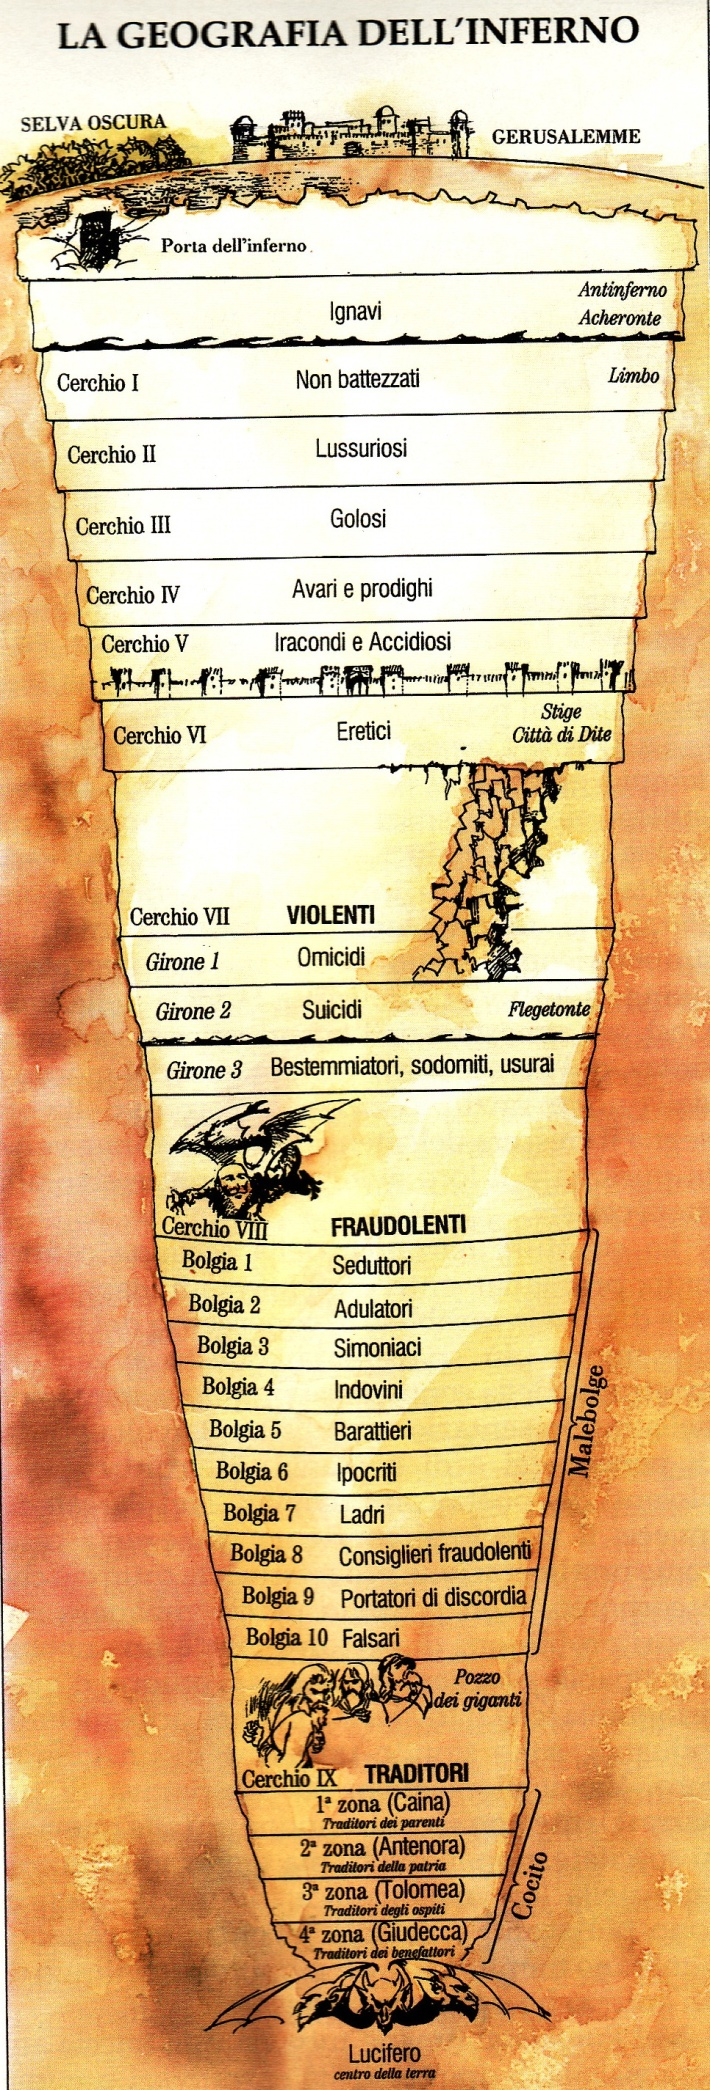 LA GEOGRAFIA DELL'INFERNO
SELVA OSCURA
GERUSALEMME
Porta dell'inferno
Ignavi
Antinferno
Acheronte
Cerchio I Non battezzati Limbo
Cerchio II Lussuriosi
Cerchio III Golosi
Cerchio IV Avari e prodighi
Cerchio V Iracondi e Accidiosi
Cerchio VI Eretici
Stige
Città di Dite
Cerchio VII VIOLENTI
Girone 1 Omicidi
Girone 2 Suicidi Flegetonte
Girone 3 Bestemmiatori, sodomiti, usurai
Cerchio VIII FRAUDOLENTI
Bolgia 1 Seduttori
Bolgia 2 Adulatori
Bolgia 3 Simoniaci
Bolgia 4 Indovini
Bolgia 5 Barattieri
Bolgia 6 Ipocriti
Bolgia 7 Ladri
Bolgia 8 Consiglieri fraudolenti
Bolgia 9 Portatori di discordia
Bolgia 10 Falsari
Malebolge
Pozzo
dei giganti
Cerchio IX TRADITORI
1ª zona (Caina)
Traditori dei parenti
2ª zona (Antenora)
Traditori della patria
3ª zona (Tolomea)
Traditori degli ospiti
4ª zona (Giudecca)
Traditori dei benefattori
Cocito
Lucifero
centro della terra